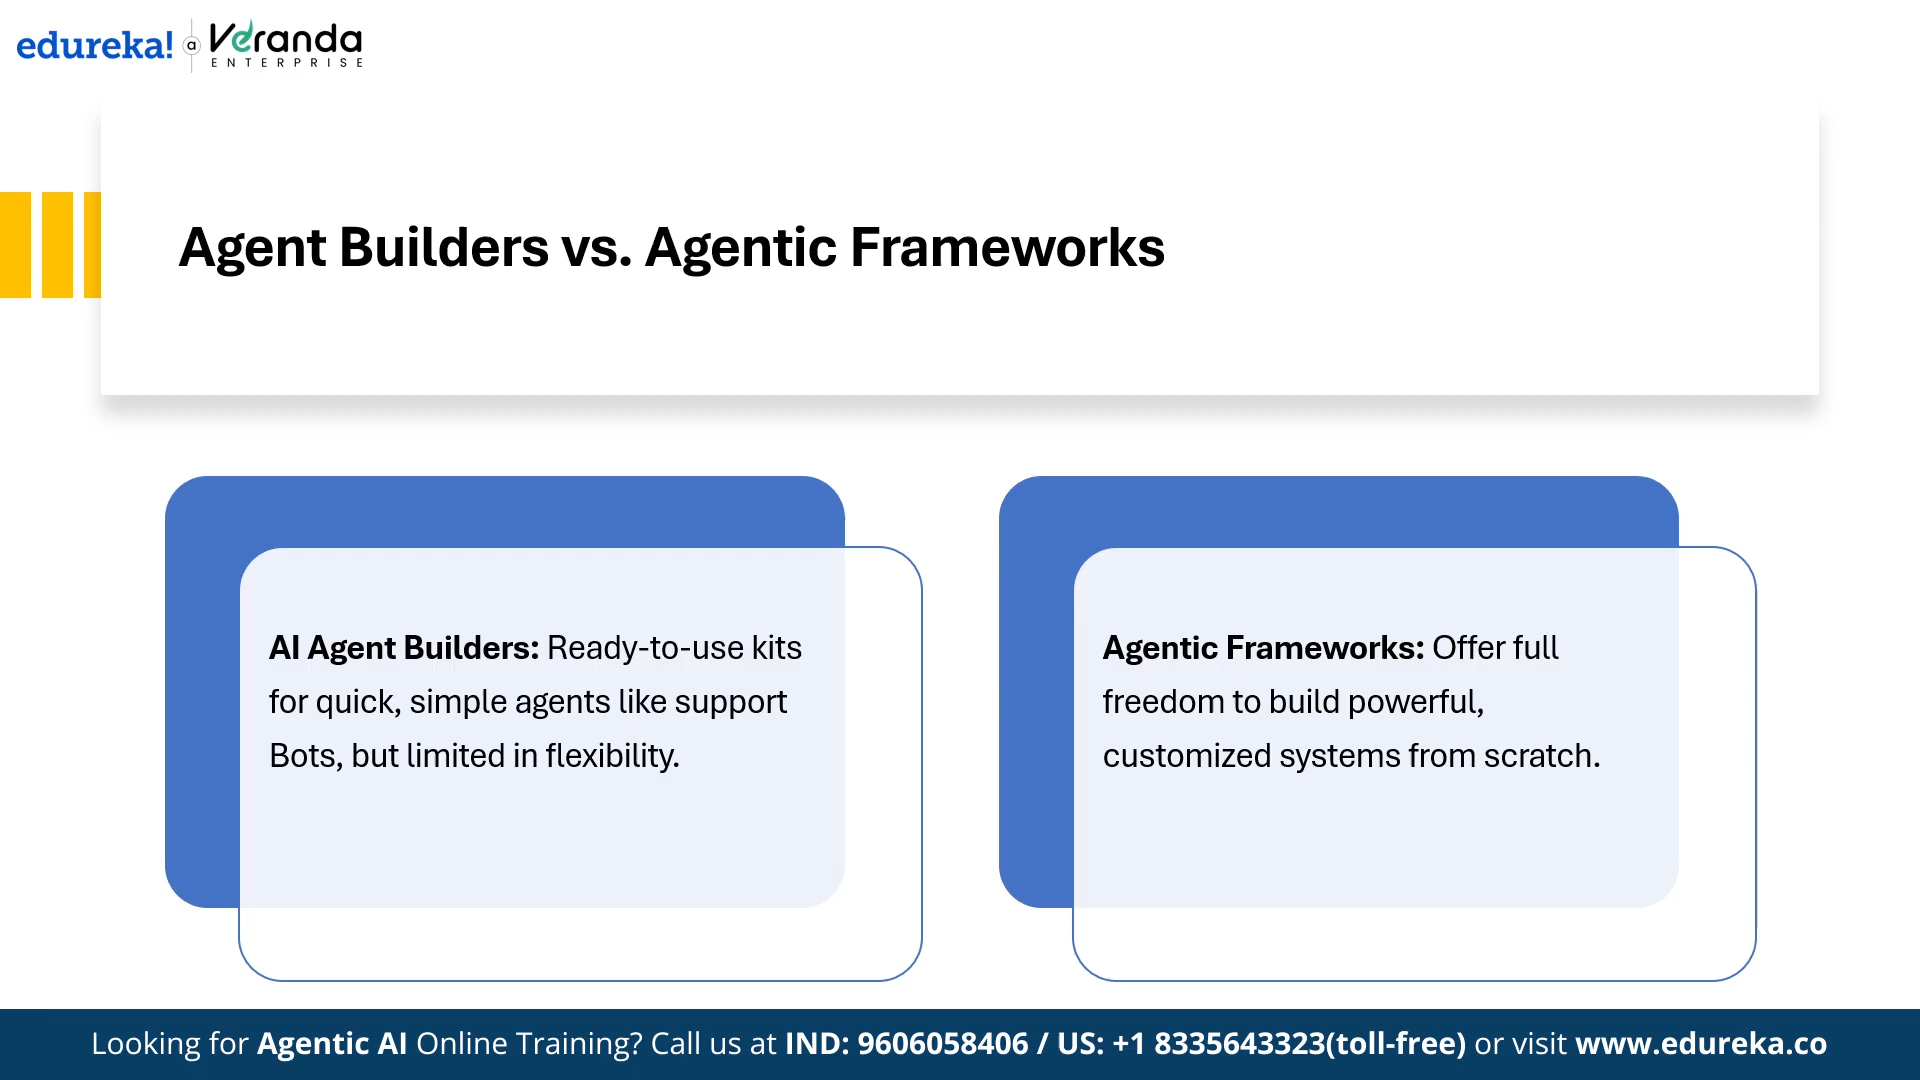 edureka! a Veranda
ENTERPRISE
Agent Builders vs. Agentic Frameworks
AI Agent Builders: Ready-to-use kits
for quick, simple agents like support
Bots, but limited in flexibility.
Agentic Frameworks: Offer full
freedom to build powerful,
customized systems from scratch.
Looking for Agentic AI Online Training? Call us at IND: 9606058406 / US: +1 8335643323(toll-free) or visit www.edureka.co